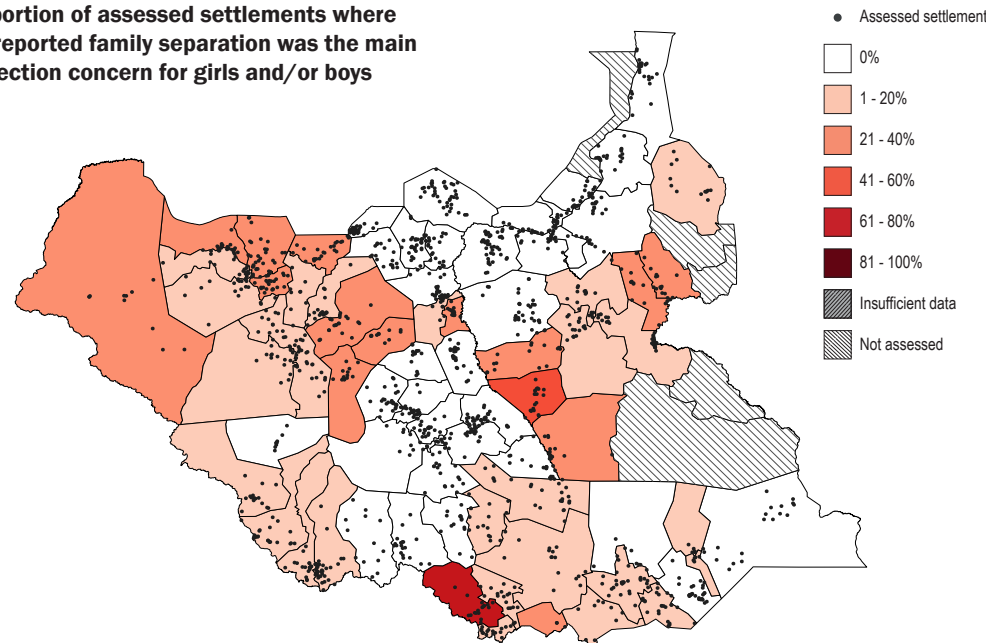 portion of assessed settlements where
reported family separation was the main
ection concern for girls and/or boys
Assessed settlement
0%
1 - 20%
21 - 40%
41 - 60%
61 - 80%
81 - 100%
Insufficient data
Not assessed